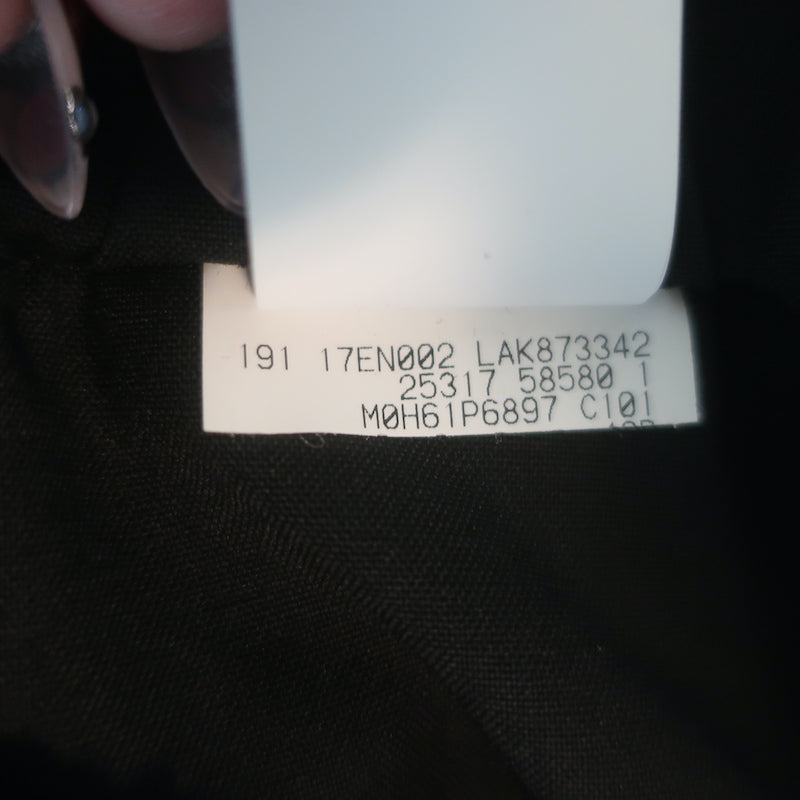 191 17EN002 LAK873342
25317 58580 1
M0H61P6897 C101